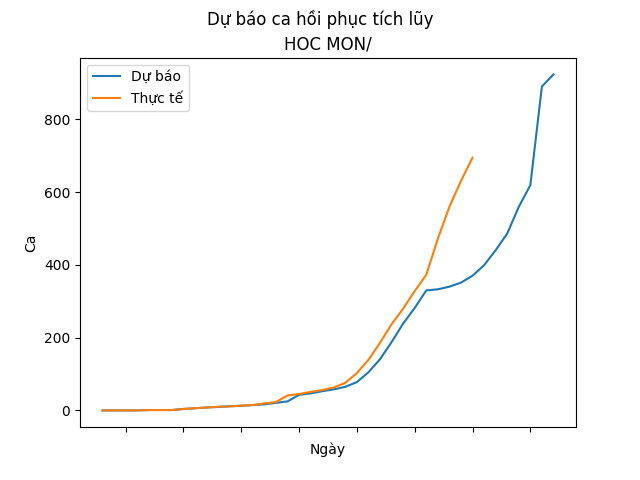 Dự báo ca hồi phục tích lũy
HOC MON/
Dự báo
Thực tế
800
600
400
200
0
Ca
Ngày